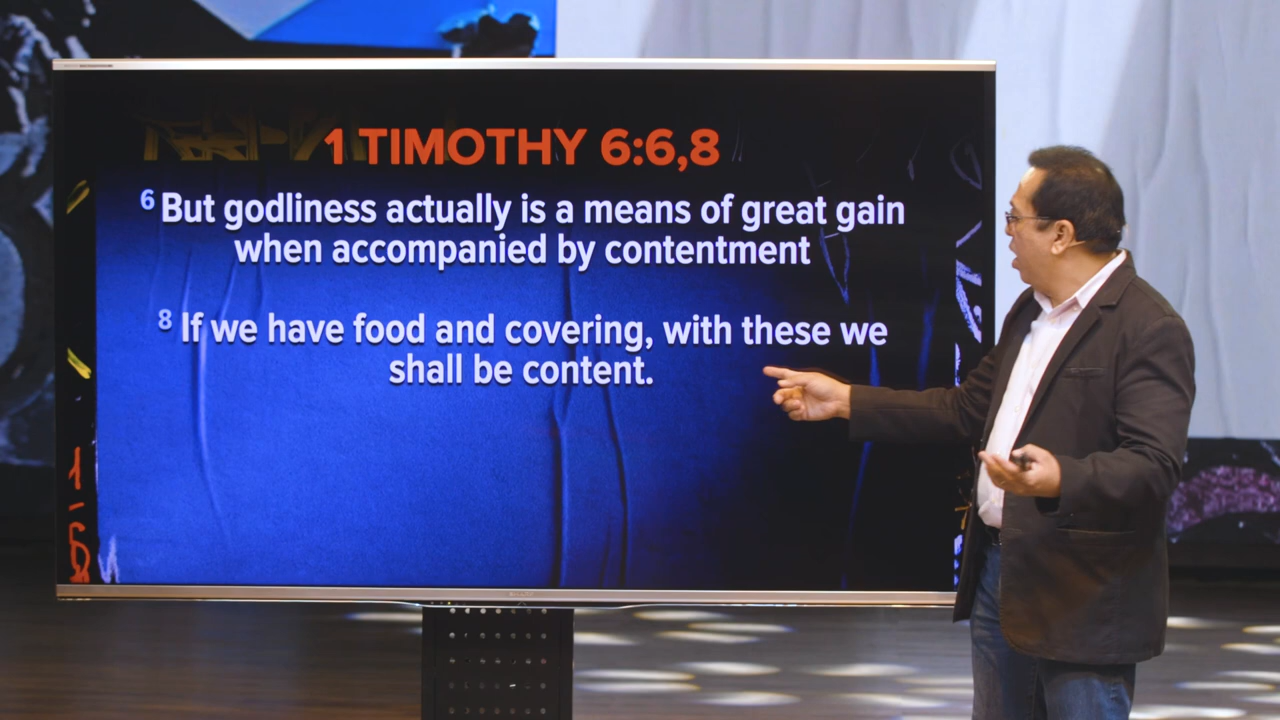 1 TIMOTHY 6:6,8
6 But godliness actually is a means of great gain
when accompanied by contentment
8 If we have food and covering, with these we
shall be content.